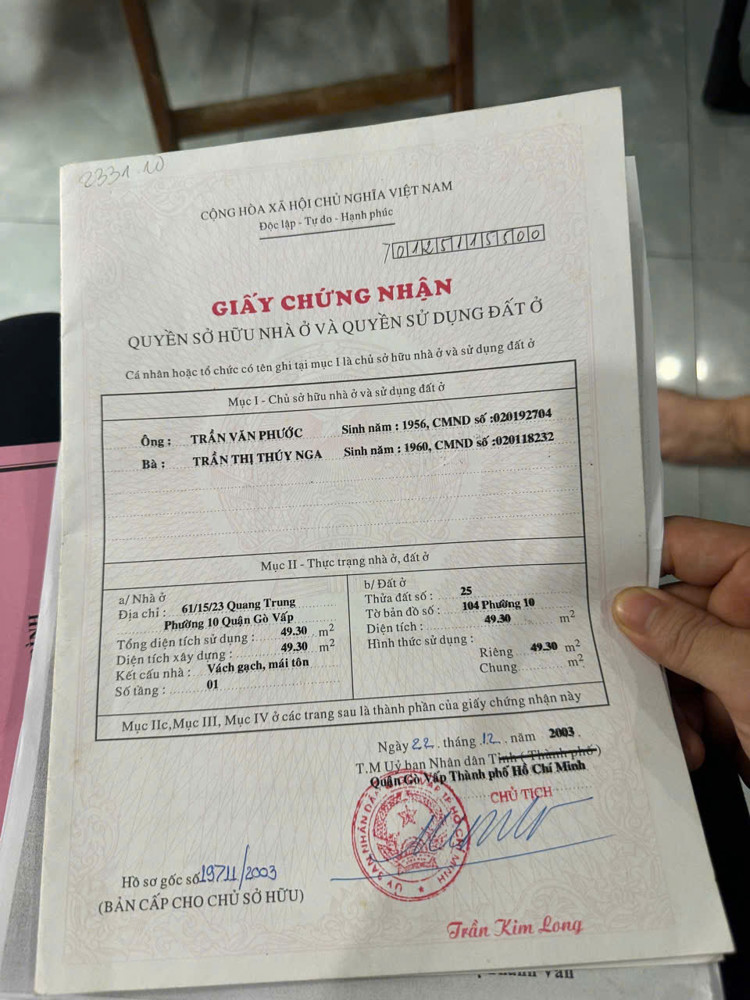 2331.10
CỘNG HÒA XÃ HỘI CHỦ NGHĨA VIỆT NAM
Độc lập - Tự do - Hạnh phúc
7012511 5500
GIẤY CHỨNG NHẬN
QUYỀN SỞ HỮU NHÀ Ở VÀ QUYỀN SỬ DỤNG ĐẤT Ở
Cá nhân hoặc tổ chức có tên ghi tại mục I là chủ sở hữu nhà ở và sử dụng đất ở
Mục I - Chủ sở hữu nhà ở và sử dụng đất ở
Ông : TRẦN VĂN PHƯỚC Sinh năm : 1956, CMND số :020192704
Bà : TRẦN THỊ THÚY NGA Sinh năm : 1960, CMND số :020118232
Mục II - Thực trạng nhà ở, đất ở
a/ Nhà ở
Địa chỉ : 61/15/23 Quang Trung
Phường 10 Quận Gò Vấp
Tổng diện tích sử dụng : 49.30 m2
Diện tích xây dựng : 49.30 m2
Kết cấu nhà : Vách gạch, mái tôn
Số tầng : 01
b/ Đất ở
Thửa đất số : 25
Tờ bản đồ số : 104 Phường 10
Diện tích : 49.30 m2
Hình thức sử dụng :
Riêng 49.30 m2
Chung m2
Mục IIc,Mục III, Mục IV ở các trang sau là thành phần của giấy chứng nhận này
Ngày 22 . tháng 12 . năm 2003 .
T.M Uỷ ban Nhân dân Tỉnh ( Thành phố )
Quận Gò Vấp Thành phố Hồ Chí Minh
CHỦ TỊCH
Hồ sơ gốc số 19711/2003
(BẢN CẤP CHO CHỦ SỞ HỮU)
Trần Kim Long